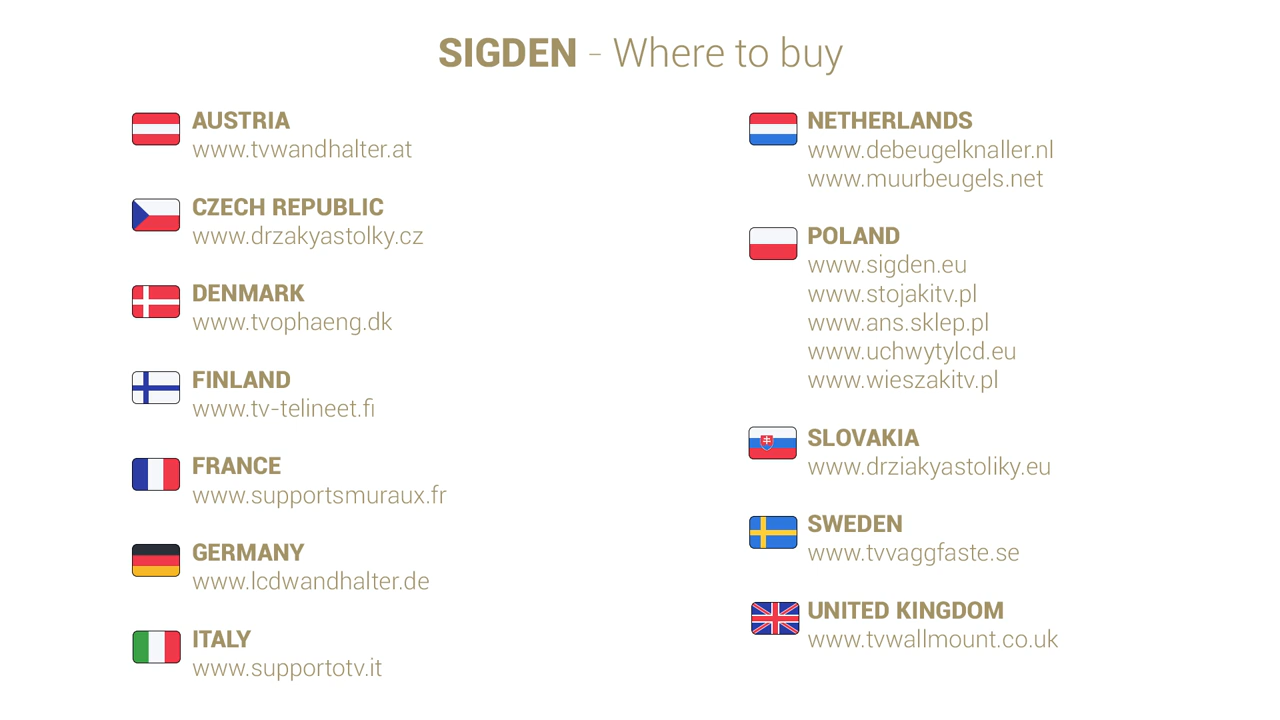 SIGDEN - Where to buy
AUSTRIA
www.tvwandhalter.at
CZECH REPUBLIC
www.drzakyastolky.cz
DENMARK
www.tvophaeng.dk
FINLAND
www.tv-telineet.fi
FRANCE
www.supportsmuraux.fr
GERMANY
www.lcdwandhalter.de
ITALY
www.supportotv.it
NETHERLANDS
www.debeugelknaller.nl
www.muurbeugels.net
POLAND
www.sigden.eu
www.stojakitv.pl
www.ans.sklep.pl
www.uchwytylcd.eu
www.wieszakitv.pl
SLOVAKIA
www.drziakyastoliky.eu
SWEDEN
www.tvvaggfaste.se
UNITED KINGDOM
www.tvwallmount.co.uk